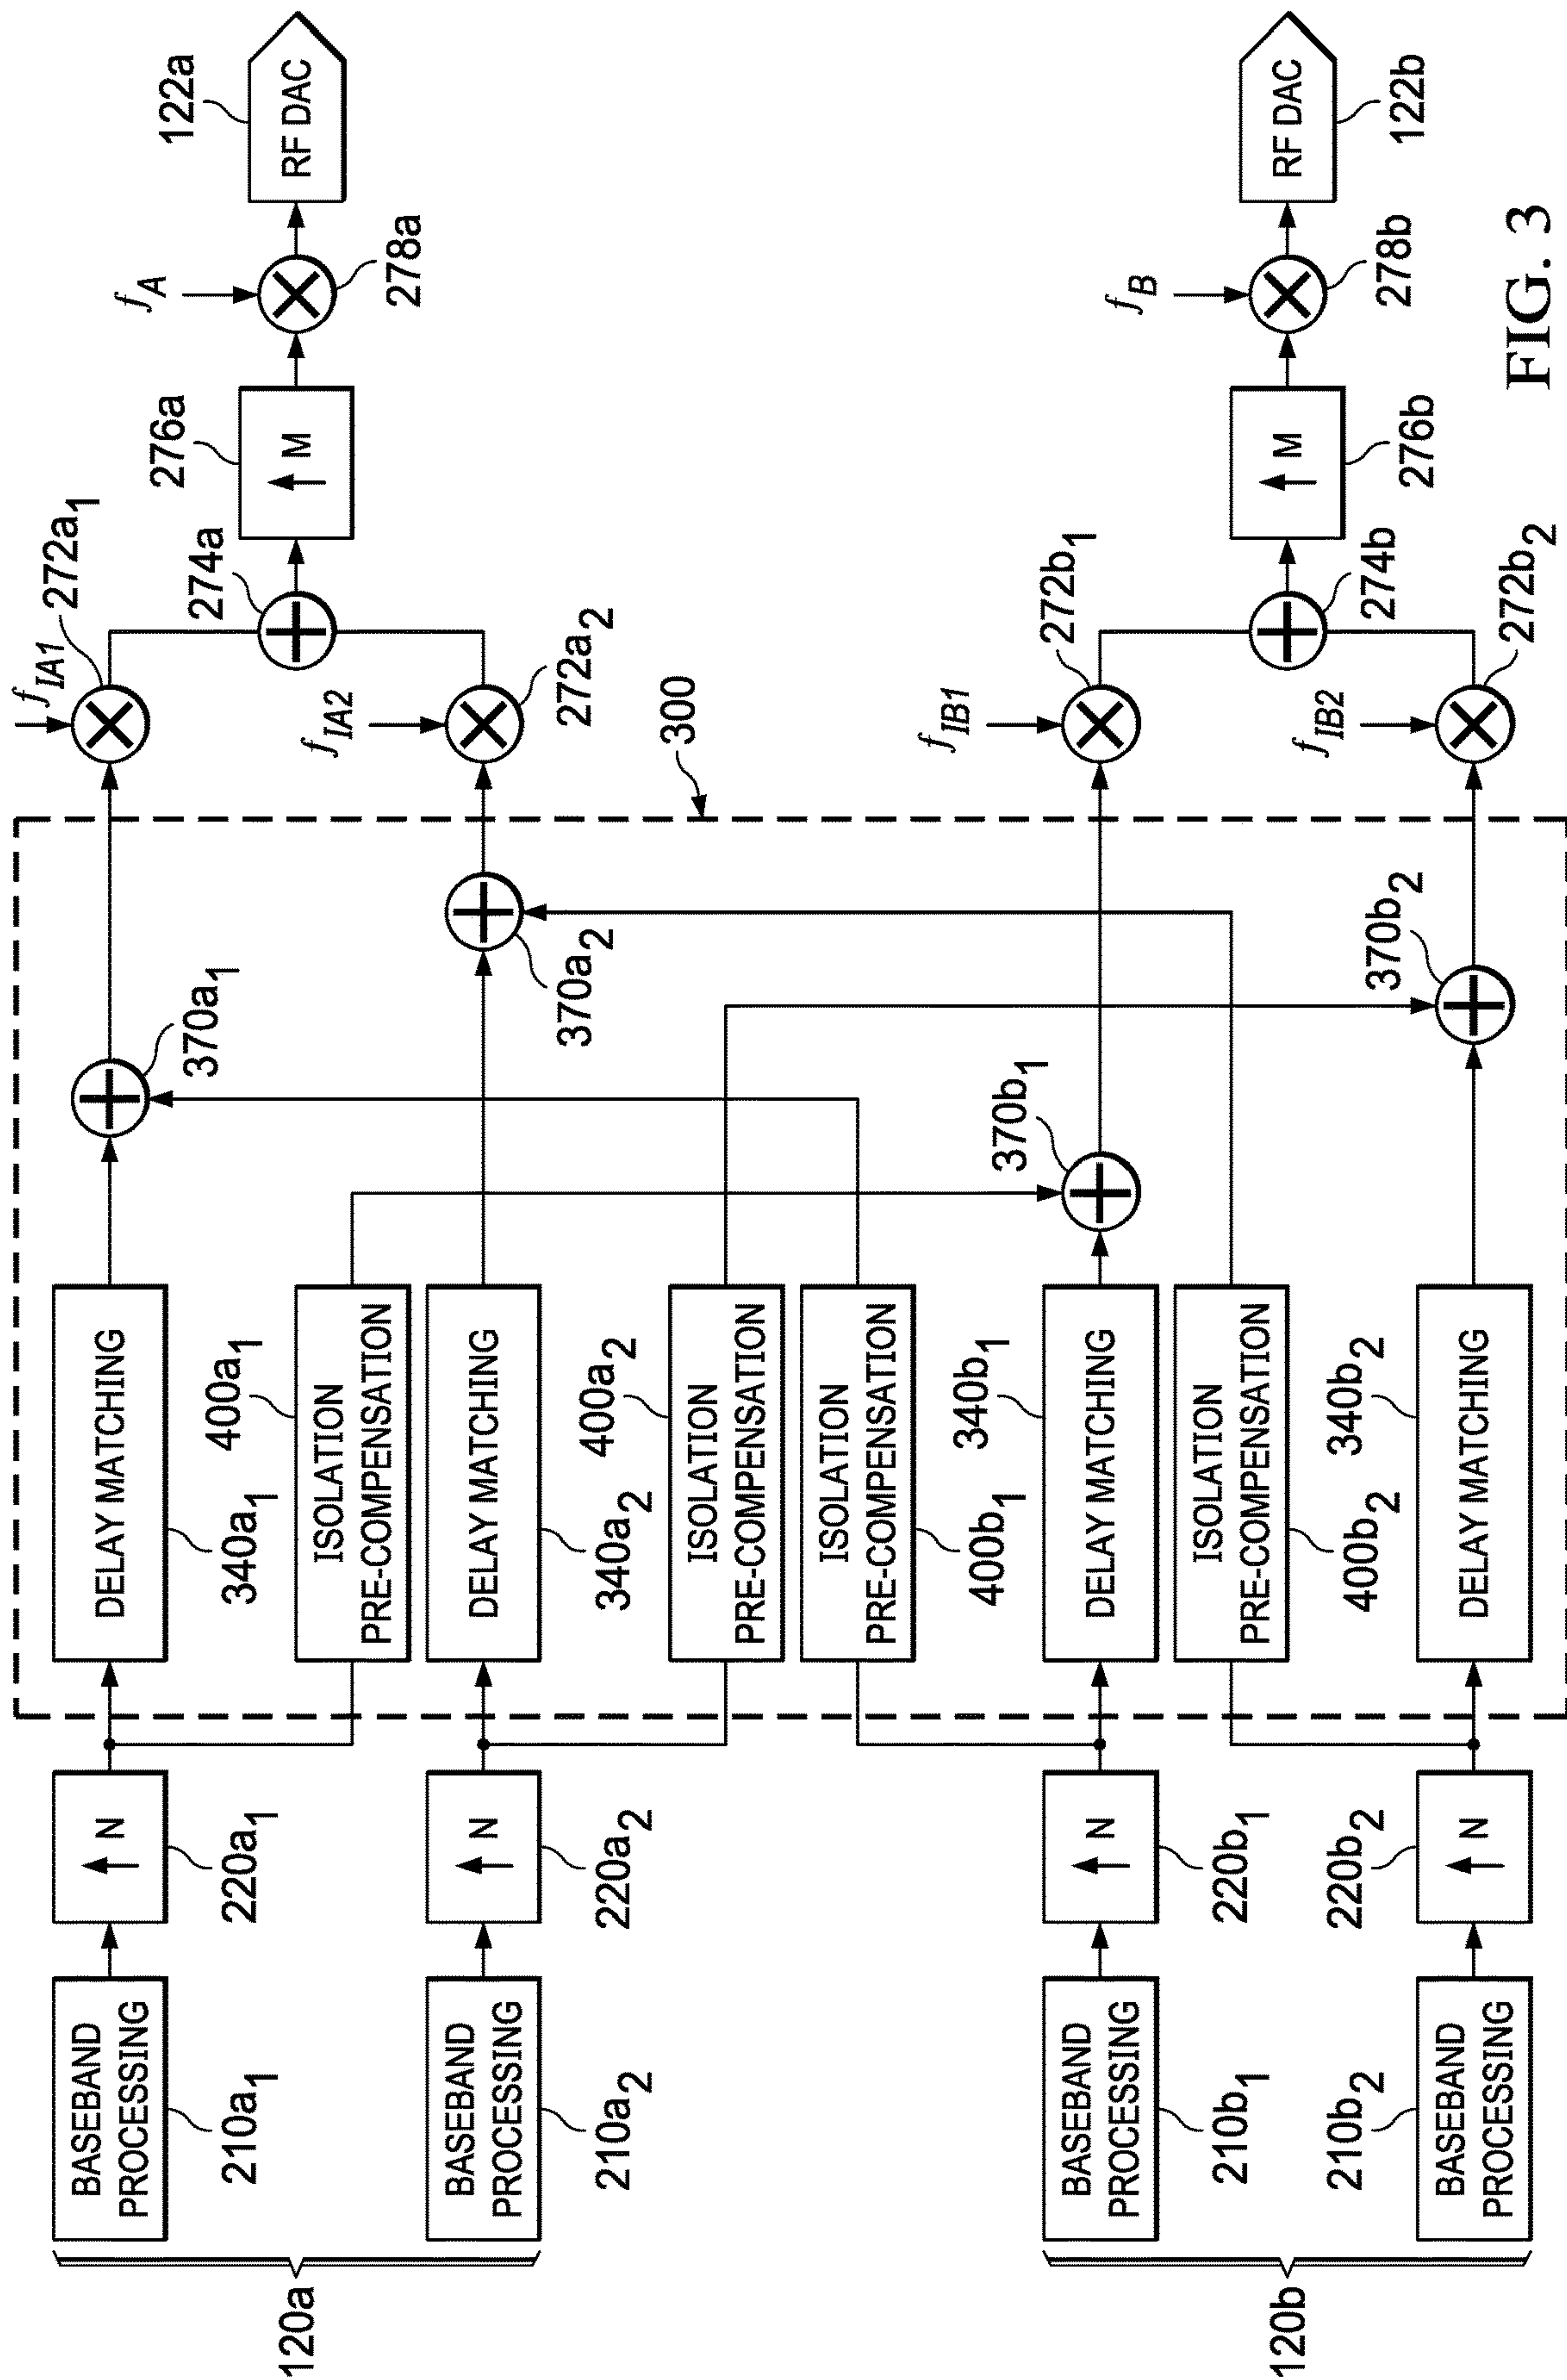 120a
BASEBAND
PROCESSING
210a1
↑ N
220a1
DELAY MATCHING
340a1
370a1
fIA1
272a1
ISOLATION
PRE-COMPENSATION
400a1
BASEBAND
PROCESSING
210a2
↑ N
220a2
DELAY MATCHING
340a2
370a2
fIA2
272a2
274a
↑ M
276a
fA
278a
RF DAC
122a
ISOLATION
PRE-COMPENSATION
400a2
300
ISOLATION
PRE-COMPENSATION
400b1
120b
BASEBAND
PROCESSING
210b1
↑ N
220b1
DELAY MATCHING
340b1
370b1
fIB1
272b1
ISOLATION
PRE-COMPENSATION
400b2
BASEBAND
PROCESSING
210b2
↑ N
220b2
DELAY MATCHING
340b2
370b2
fIB2
272b2
274b
↑ M
276b
fB
278b
RF DAC
122b
FIG. 3